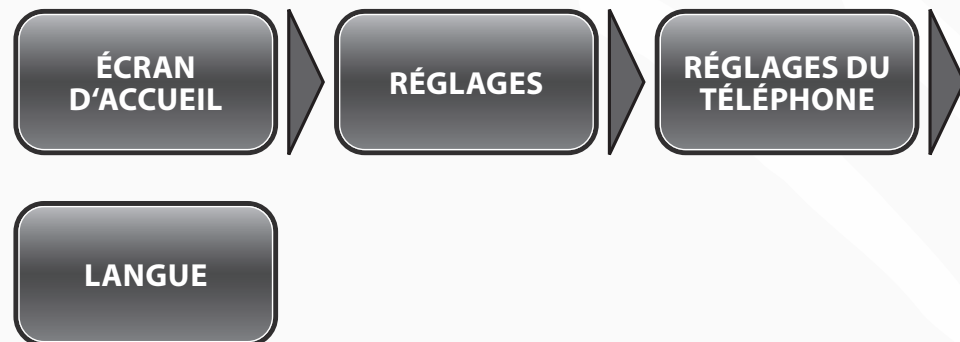 ÉCRAN
D‘ACCUEIL
RÉGLAGES
RÉGLAGES DU
TÉLÉPHONE
LANGUE